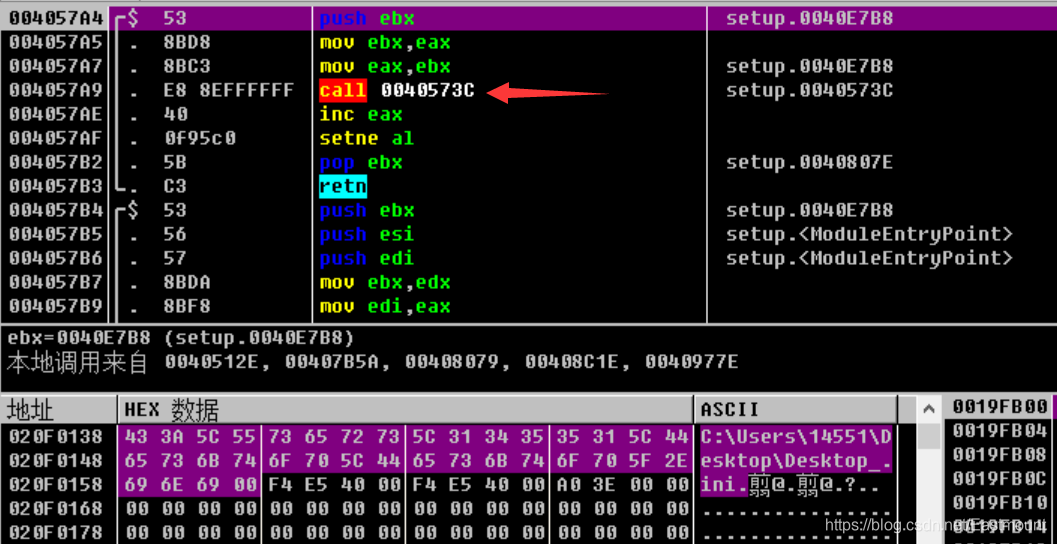 004057A4 $ 53 push ebx setup.0040E7B8
004057A5 . 8BD8 mov ebx,eax
004057A7 . 8BC3 mov eax,ebx setup.0040E7B8
004057A9 . E8 8EFFFFFF call 0040573C setup.0040573C
004057AE . 40 inc eax
004057AF . 0f95c0 setne al
004057B2 . 5B pop ebx setup.0040807E
004057B3 . C3 retn
004057B4 $ 53 push ebx setup.0040E7B8
004057B5 . 56 push esi setup.<ModuleEntryPoint>
004057B6 . 57 push edi setup.<ModuleEntryPoint>
004057B7 . 8BDA mov ebx,edx
004057B9 . 8BF8 mov edi,eax
ebx=0040E7B8 (setup.0040E7B8)
本地调用来自 0040512E, 00407B5A, 00408079, 00408C1E, 0040977E
地址 HEX 数据 ASCII 0019FB00
020F0138 43 3A 5C 55 73 65 72 73 5C 31 34 35 35 31 5C 44 C:\Users\14551\D 0019FB04
020F0148 65 73 6B 74 6F 70 5C 44 65 73 6B 74 6F 70 5F 2E esktop\Desktop_. 0019FB08
020F0158 69 6E 69 00 F4 E5 40 00 F4 E5 40 00 A0 3E 00 00 ini.翦@.翦@.?.. 0019FB0C
020F0168 00 00 00 00 00 00 00 00 00 00 00 00 00 00 00 00 ................ 0019FB10
020F0178 00 00 00 00 00 00 00 00 00 00 00 00 00 00 00 00 ................ 0019FB14
https://blog.csdn.net/Eastmount